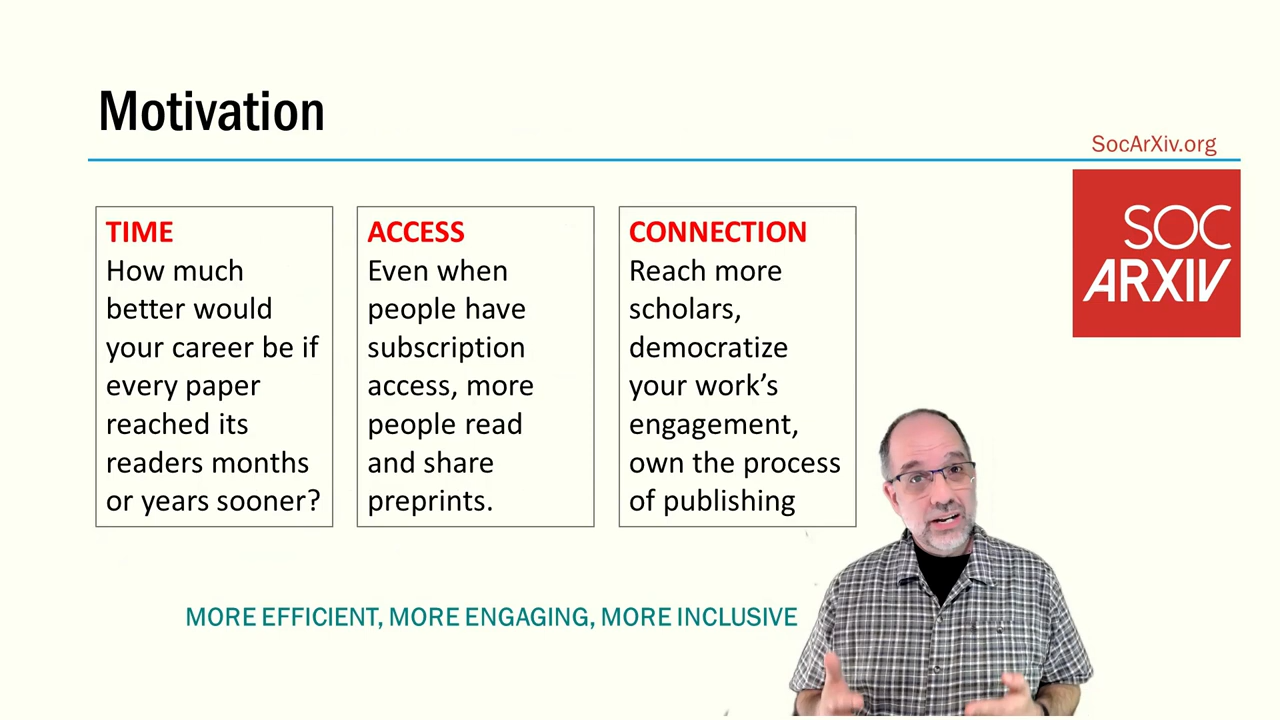 Motivation
SocArXiv.org
SOC
ARXIV
TIME
How much
better would
your career be if
every paper
reached its
readers months
or years sooner?
ACCESS
Even when
people have
subscription
access, more
people read
and share
preprints.
CONNECTION
Reach more
scholars,
democratize
your work’s
engagement,
own the process
of publishing
MORE EFFICIENT, MORE ENGAGING, MORE INCLUSIVE